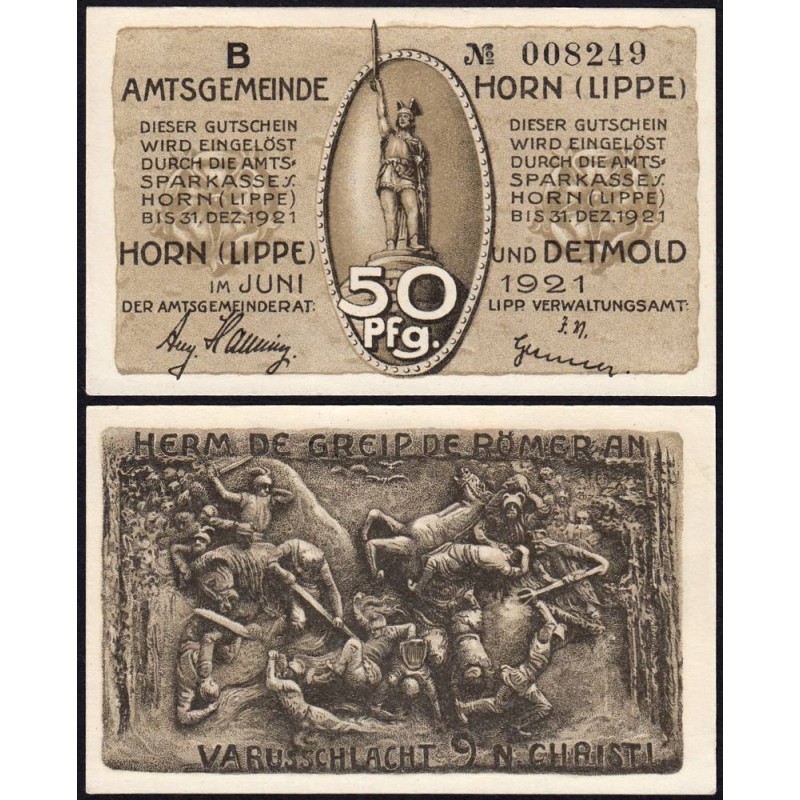 B № 008249
AMTSGEMEINDE HORN (LIPPE)
DIESER GUTSCHEIN
WIRD EINGELÖST
DURCH DIE AMTS-
SPARKASSE z.
HORN (LIPPE)
BIS 31. DEZ. 1921
DIESER GUTSCHEIN
WIRD EINGELÖST
DURCH DIE AMTS-
SPARKASSE z.
HORN (LIPPE)
BIS 31. DEZ. 1921
HORN (LIPPE) UND DETMOLD
IM JUNI 1921
DER AMTSGEMEINDERAT: LIPP. VERWALTUNGSAMT:
50
Pfg.
HERM DE GREIP DE RÖMER AN
VARUSSCHLACHT 9 N. CHRISTI